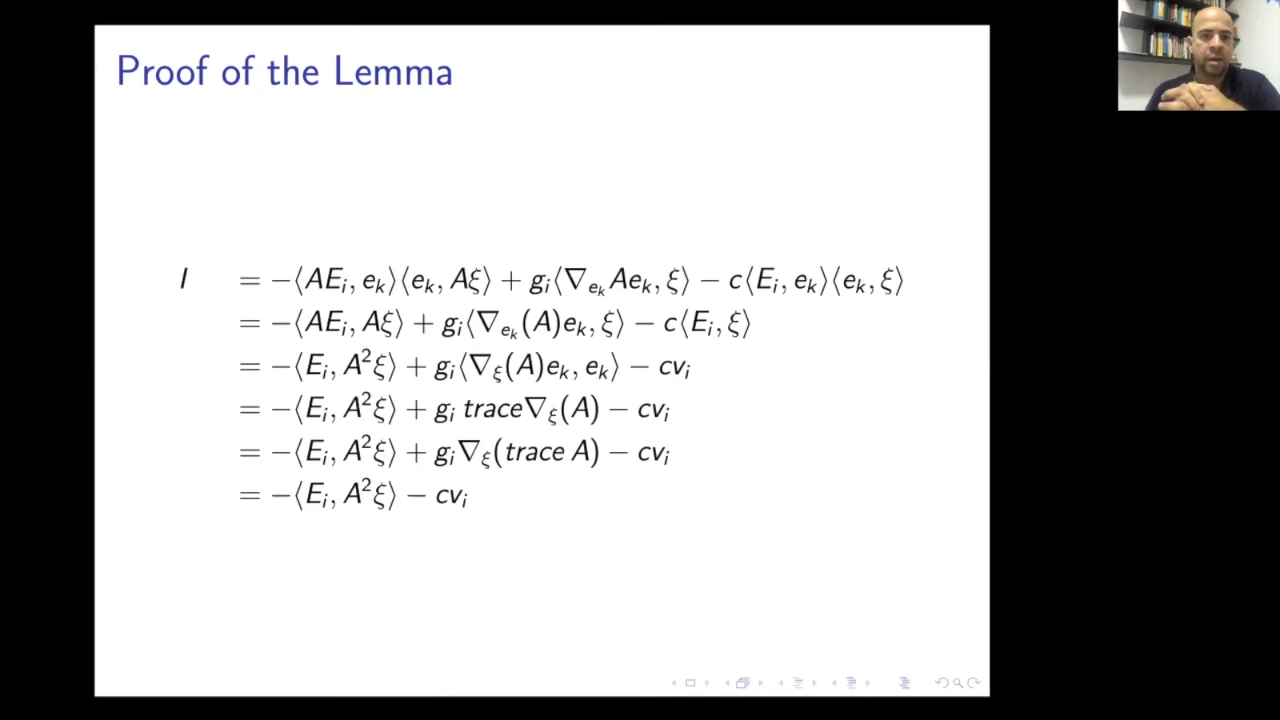 Proof of the Lemma
I = −⟨AE_i, e_k⟩⟨e_k, Aξ⟩ + g_i⟨∇_{e_k} Ae_k, ξ⟩ − c⟨E_i, e_k⟩⟨e_k, ξ⟩
= −⟨AE_i, Aξ⟩ + g_i⟨∇_{e_k}(A)e_k, ξ⟩ − c⟨E_i, ξ⟩
= −⟨E_i, A²ξ⟩ + g_i⟨∇_ξ(A)e_k, e_k⟩ − cv_i
= −⟨E_i, A²ξ⟩ + g_i trace∇_ξ(A) − cv_i
= −⟨E_i, A²ξ⟩ + g_i∇_ξ(trace A) − cv_i
= −⟨E_i, A²ξ⟩ − cv_i